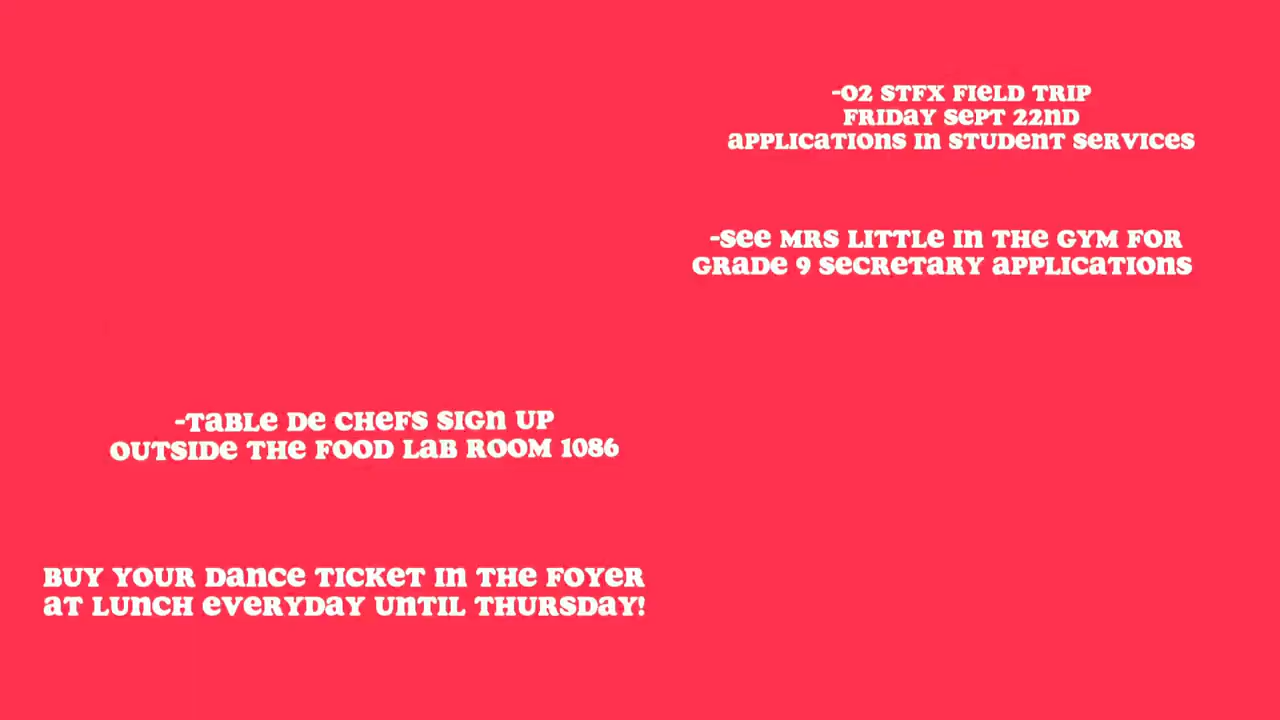 -O2 STFX FIELD TRIP
FRIDAY SEPT 22ND
APPLICATIONS IN STUDENT SERVICES
-SEE MRS LITTLE IN THE GYM FOR
GRADE 9 SECRETARY APPLICATIONS
-TABLE DE CHEFS SIGN UP
OUTSIDE THE FOOD LAB ROOM 1086
BUY YOUR DANCE TICKET IN THE FOYER
AT LUNCH EVERYDAY UNTIL THURSDAY!